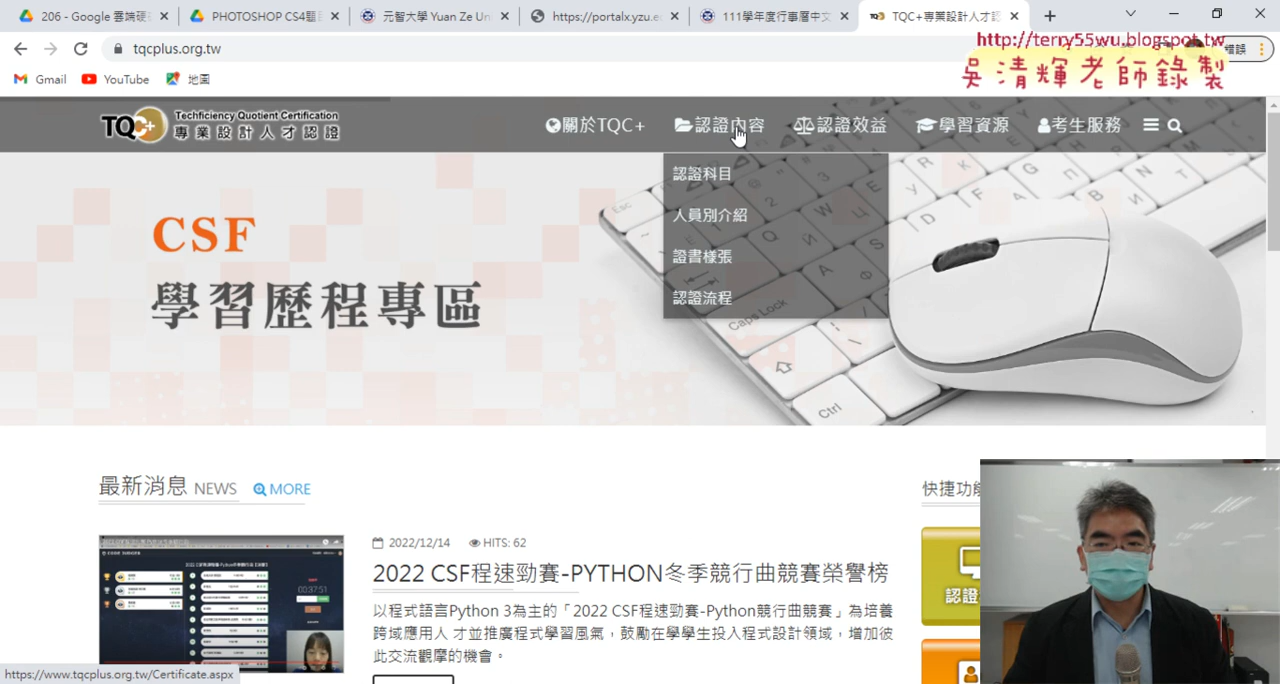 206 - Google 雲端硬
PHOTOSHOP CS4題
元智大學 Yuan Ze Un
https://portalx.yzu.e
111學年度行事曆中文
TQC+專業設計人才認
tqcplus.org.tw
http://terry55wu.blogspot.tw
吳清輝老師錄製
錯誤
Gmail
YouTube
地圖
TQC+
Techficiency Quotient Certification
專業設計人才認證
關於TQC+
認證內容
認證效益
學習資源
考生服務
認證科目
人員別介紹
證書樣張
認證流程
CSF
學習歷程專區
Esc
Caps Lock
Ctrl
最新消息 NEWS
MORE
快捷功
2022/12/14
HITS: 62
2022 CSF程速勁賽-PYTHON冬季競行曲競賽榮譽榜
以程式語言Python 3為主的「2022 CSF程速勁賽-Python競行曲競賽」為培養
跨域應用人 才並推廣程式學習風氣，鼓勵在學學生投入程式設計領域，增加彼
此交流觀摩的機會。
00:37:51
認證
https://www.tqcplus.org.tw/Certificate.aspx